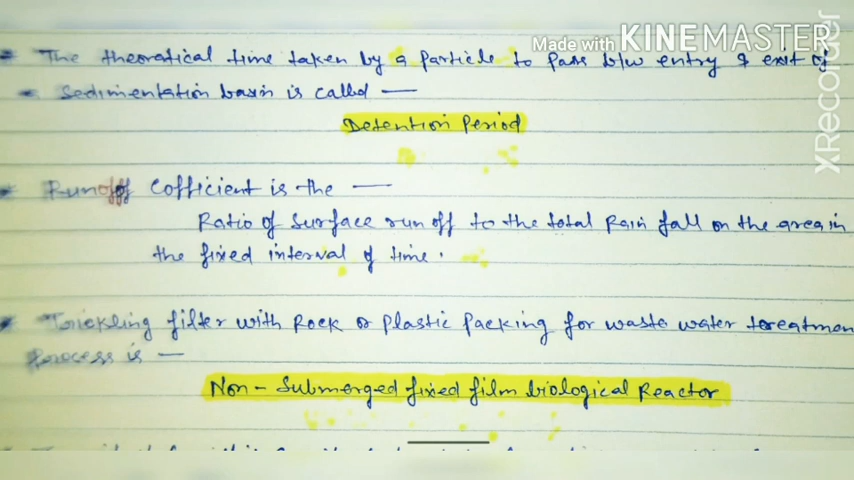 Made with KINEMASTER
XRecorder
* The theoratical time taken by a particle to pass b/w entry & exit of
sedimentation basin is called —
Detention Period
* Runoff Cofficient is the —
Ratio of surface run off to the total Rain fall on the area in
the fixed interval of time.
* Trickling filter with Rock or plastic packing for waste water
process is —
Non - Submerged fixed film biological Reactor